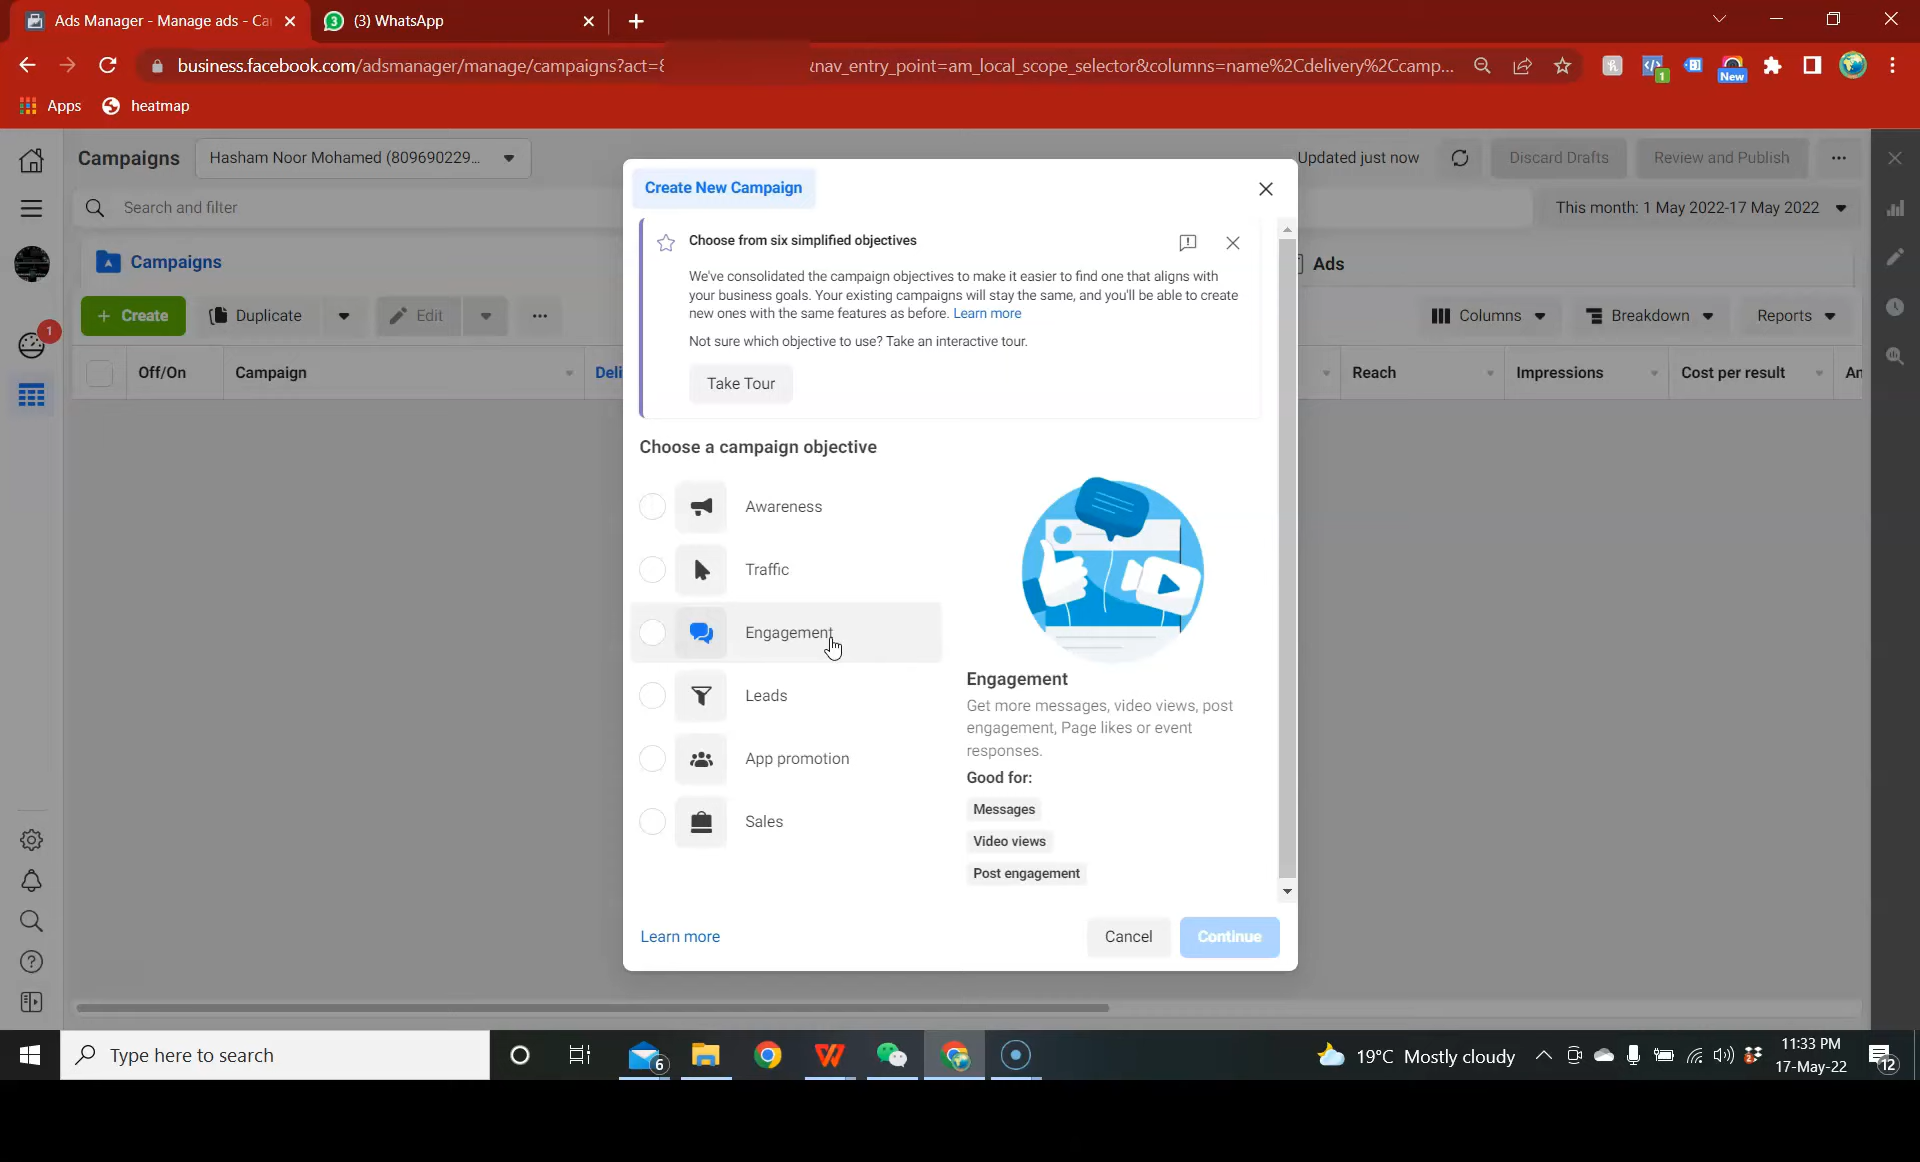 Ads Manager - Manage ads - Ca
3 (3) WhatsApp
business.facebook.com/adsmanager/manage/campaigns?act=
nav_entry_point=am_local_scope_selector&columns=name%2Cdelivery%2Ccamp...
1
New
Apps heatmap
Campaigns Hasham Noor Mohamed (809690229...
Updated just now Discard Drafts Review and Publish
Search and filter
This month: 1 May 2022-17 May 2022
Campaigns
Ads
+ Create Duplicate Edit
Columns Breakdown Reports
1
Off/On Campaign Deli
Reach Impressions Cost per result An
Create New Campaign
Choose from six simplified objectives
We've consolidated the campaign objectives to make it easier to find one that aligns with
your business goals. Your existing campaigns will stay the same, and you'll be able to create
new ones with the same features as before. Learn more
Not sure which objective to use? Take an interactive tour.
Take Tour
Choose a campaign objective
Awareness
Traffic
Engagement
Leads
App promotion
Sales
Engagement
Get more messages, video views, post
engagement, Page likes or event
responses.
Good for:
Messages
Video views
Post engagement
Learn more Cancel Continue
Type here to search
6
19°C Mostly cloudy
11:33 PM
17-May-22
12